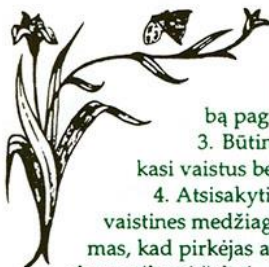 bą pag
3. Būtin
kasi vaistus be
4. Atsisakyti
vaistines medžiag
mas, kad pirkėjas a